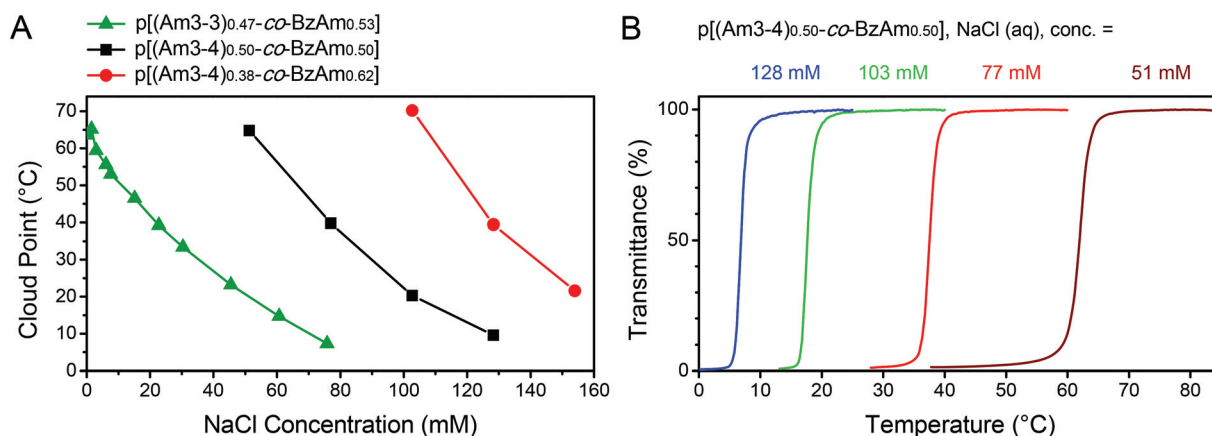 A
p[(Am3-3)0.47-co-BzAm0.53]
p[(Am3-4)0.50-co-BzAm0.50]
p[(Am3-4)0.38-co-BzAm0.62]
70
60
50
40
30
20
10
0
Cloud Point (°C)
0 20 40 60 80 100 120 140 160
NaCl Concentration (mM)
B
p[(Am3-4)0.50-co-BzAm0.50], NaCl (aq), conc. =
128 mM 103 mM 77 mM 51 mM
100
50
0
Transmittance (%)
0 10 20 30 40 50 60 70 80
Temperature (°C)